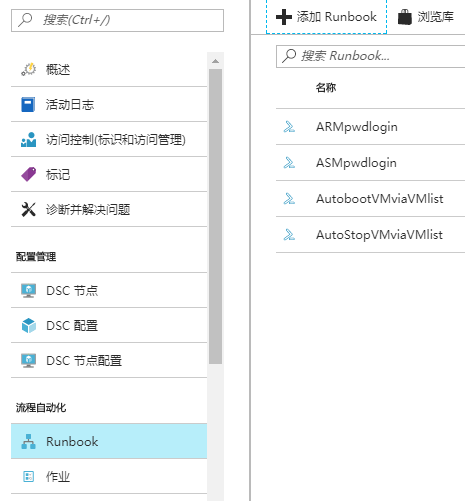 搜索(Ctrl+/)
概述
活动日志
访问控制(标识和访问管理)
标记
诊断并解决问题
配置管理
DSC 节点
DSC 配置
DSC 节点配置
流程自动化
Runbook
作业
添加 Runbook
浏览库
搜索 Runbook...
名称
ARMpwdlogin
ASMpwdlogin
AutobootVMviaVMlist
AutoStopVMviaVMlist